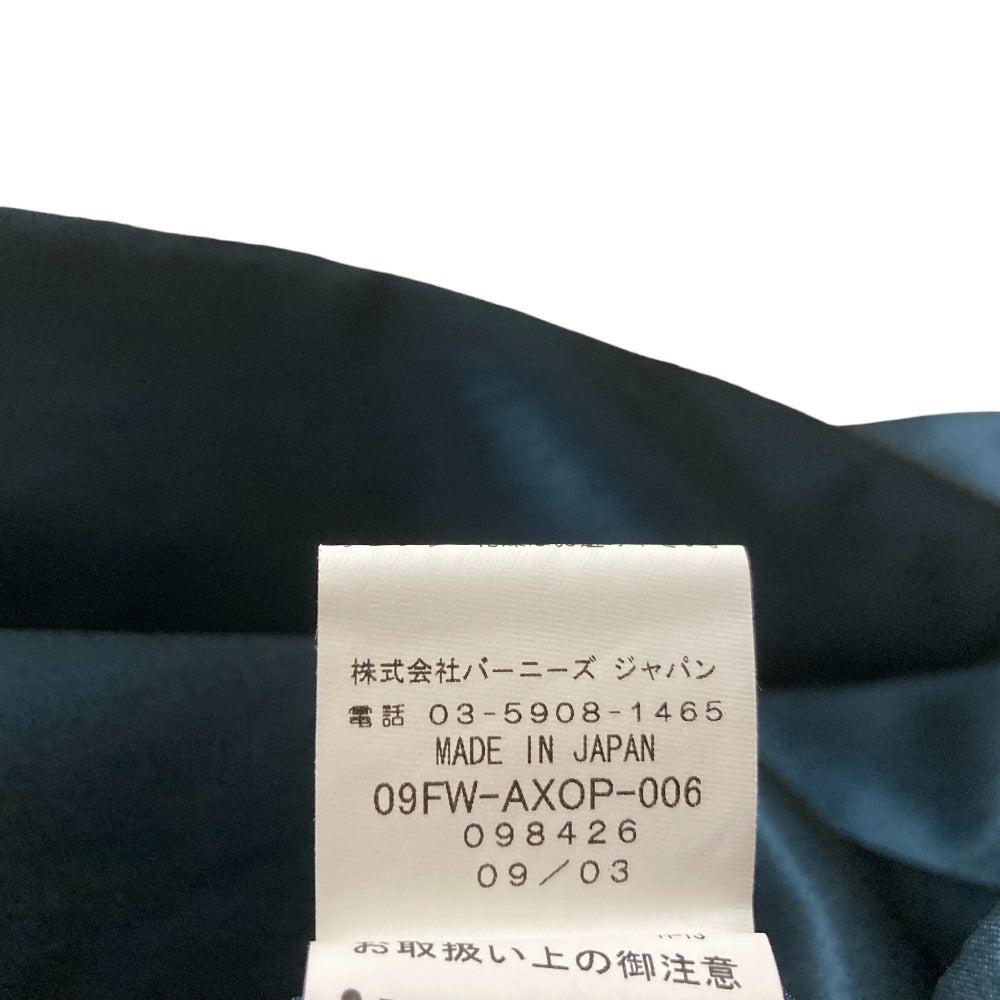 株式会社バーニーズ ジャパン
電話 03-5908-1465
MADE IN JAPAN
09FW-AXOP-006
098426
09/03
お取扱い上の御注意